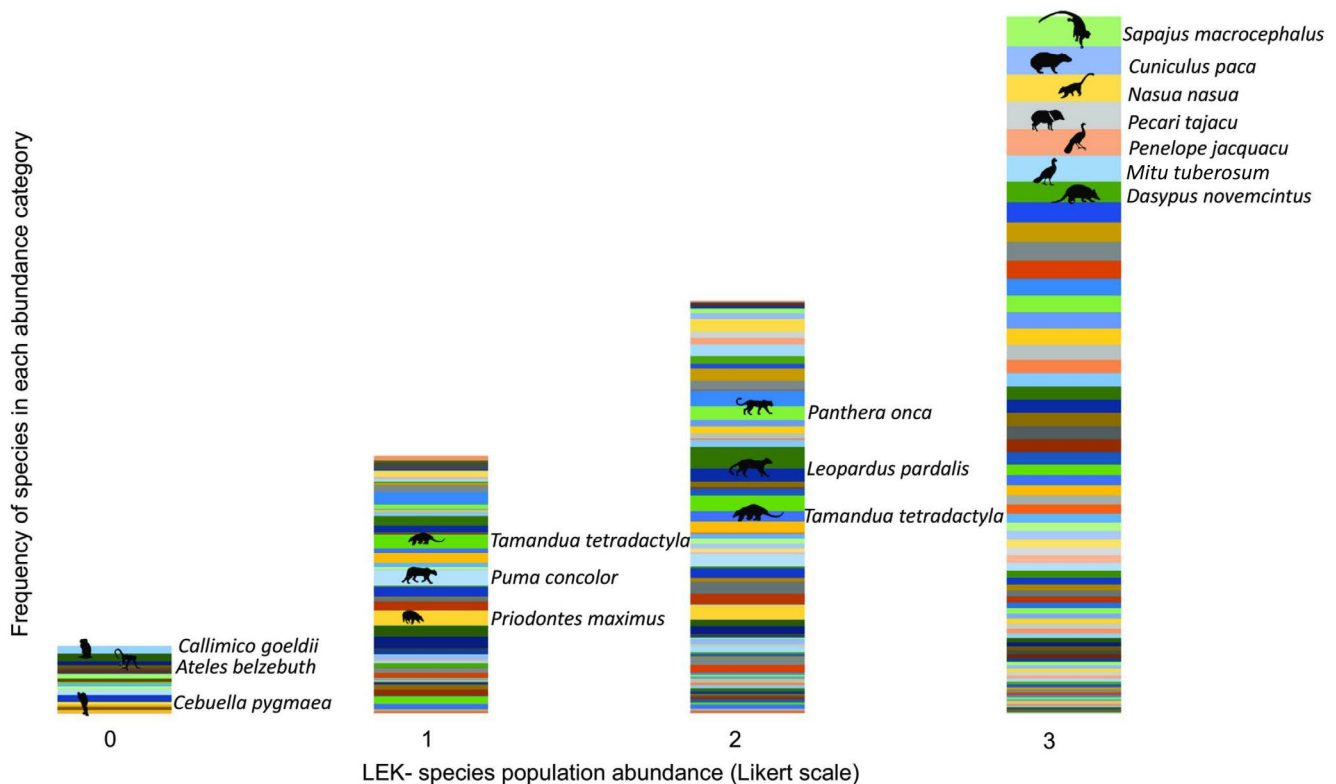 Frequency of species in each abundance category
Sapajus macrocephalus
Cuniculus paca
Nasua nasua
Pecari tajacu
Penelope jacquacu
Mitu tuberosum
Dasypus novemcintus
Panthera onca
Leopardus pardalis
Tamandua tetradactyla
Tamandua tetradactyla
Puma concolor
Priodontes maximus
Callimico goeldii
Ateles belzebuth
Cebuella pygmaea
0 1 2 3
LEK- species population abundance (Likert scale)